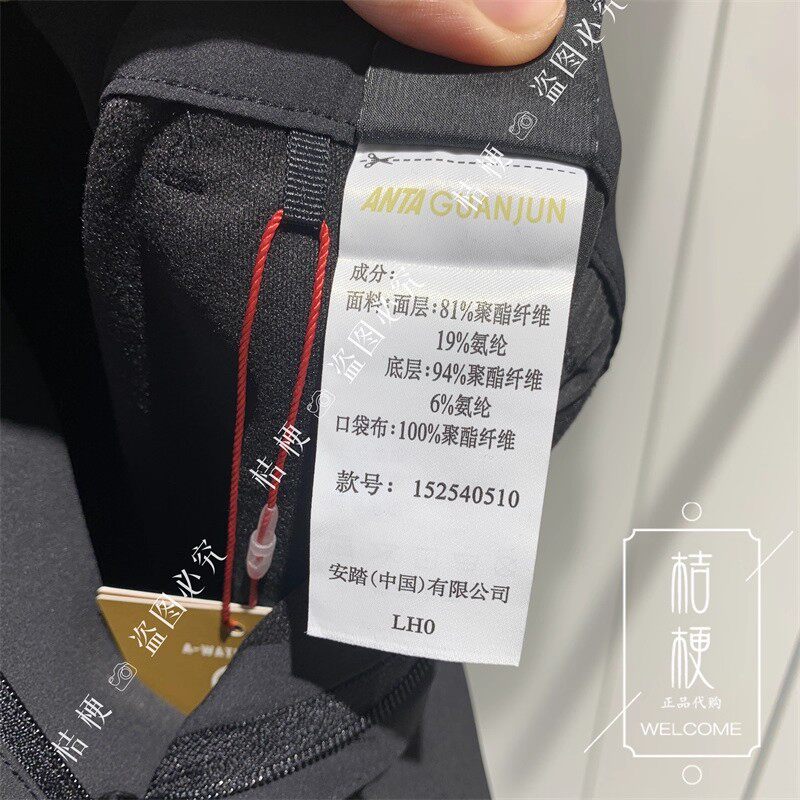 ANTA GUANJUN
成分:
面料:面层:81%聚酯纤维
19%氨纶
底层:94%聚酯纤维
6%氨纶
口袋布:100%聚酯纤维
款号: 152540510
安踏(中国)有限公司
LH0
A-WAT
桔梗 盗图必究
桔梗 盗图必究
桔梗 盗图必究
桔梗
正品代购
WELCOME